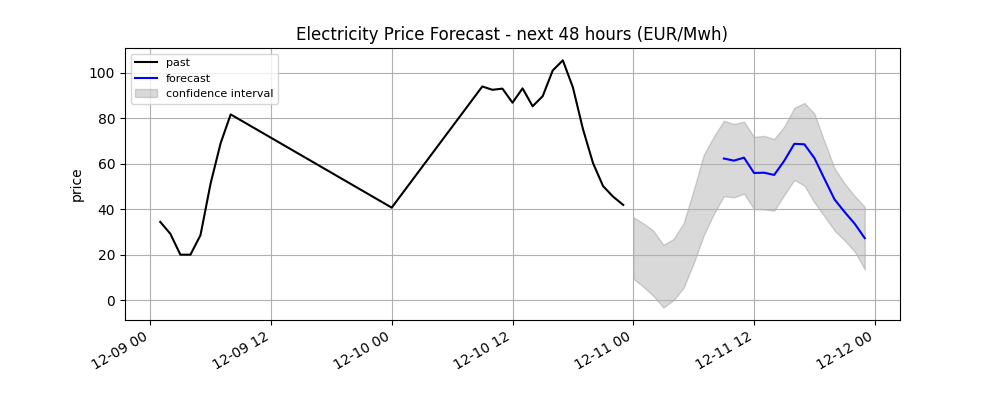 Electricity Price Forecast - next 48 hours (EUR/Mwh)
past
forecast
confidence interval
100
80
60
40
20
0
price
12-09 00
12-09 12
12-10 00
12-10 12
12-11 00
12-11 12
12-12 00